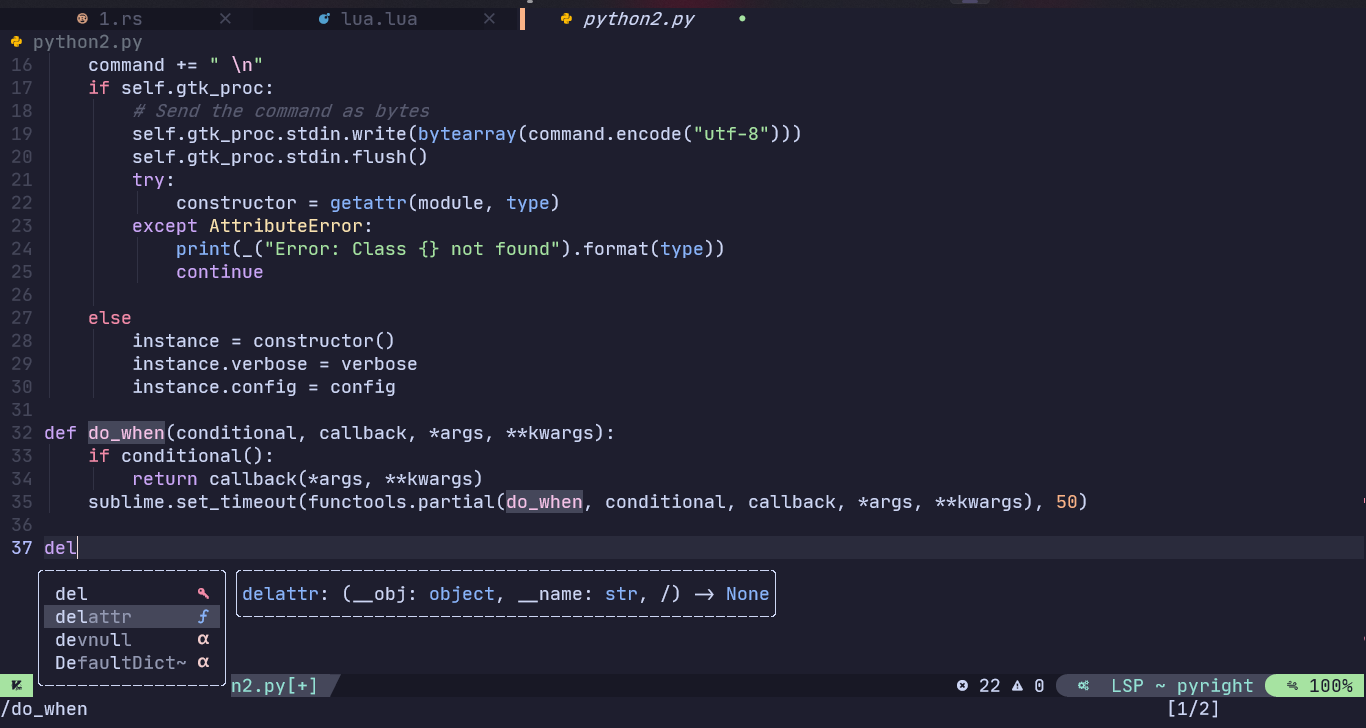 1.rs × lua.lua × python2.py
python2.py
16 command += " \n"
17 if self.gtk_proc:
18 # Send the command as bytes
19 self.gtk_proc.stdin.write(bytearray(command.encode("utf-8")))
20 self.gtk_proc.stdin.flush()
21 try:
22 constructor = getattr(module, type)
23 except AttributeError:
24 print(_("Error: Class {} not found").format(type))
25 continue
26
27 else
28 instance = constructor()
29 instance.verbose = verbose
30 instance.config = config
31
32 def do_when(conditional, callback, *args, **kwargs):
33 if conditional():
34 return callback(*args, **kwargs)
35 sublime.set_timeout(functools.partial(do_when, conditional, callback, *args, **kwargs), 50)
36
37 del
del
delattr ƒ
devnull α
DefaultDict~ α
delattr: (__obj: object, __name: str, /) → None
n2.py[+] 22 0 LSP ~ pyright 100%
/do_when [1/2]